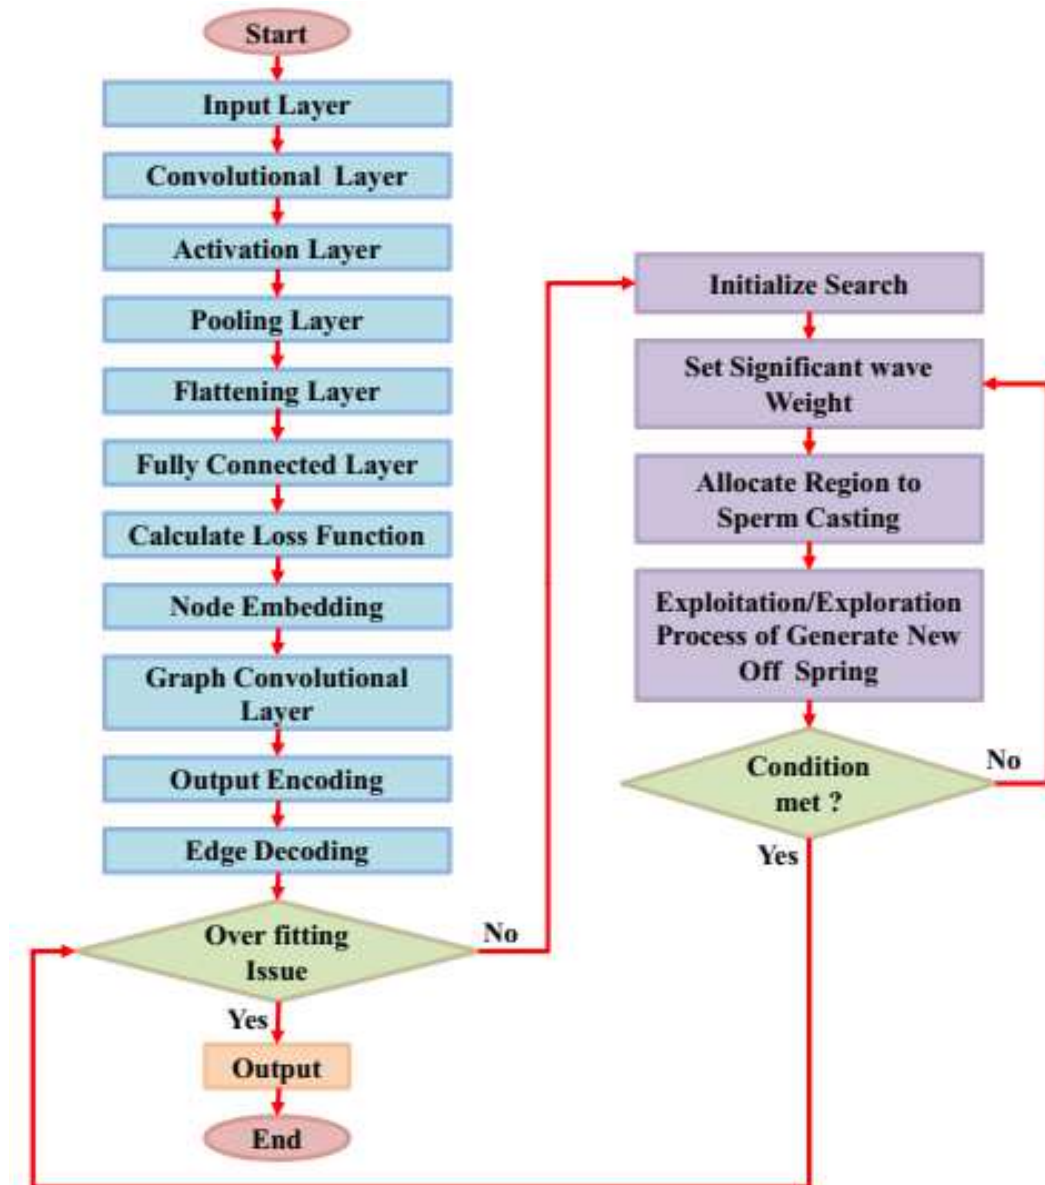 Start
Input Layer
Convolutional Layer
Activation Layer
Pooling Layer
Flattening Layer
Fully Connected Layer
Calculate Loss Function
Node Embedding
Graph Convolutional
Layer
Output Encoding
Edge Decoding
Over fitting
Issue
No
Yes
Output
End
Initialize Search
Set Significant wave
Weight
Allocate Region to
Sperm Casting
Exploitation/Exploration
Process of Generate New
Off Spring
Condition
met ?
No
Yes